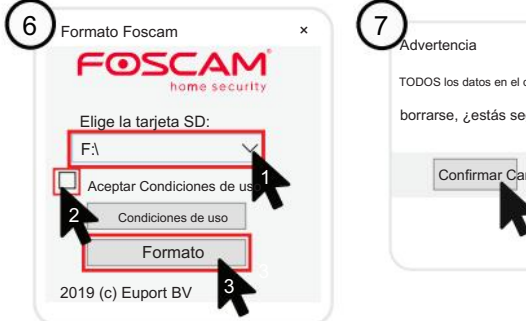 6
Formato Foscam ×
FOSCAM
home security
Elige la tarjeta SD:
F:\
1
Aceptar Condiciones de uso
2
Condiciones de uso
Formato
3
3
2019 (c) Euport BV
7
Advertencia
TODOS los datos en el
borrarse, ¿estás
Confirmar